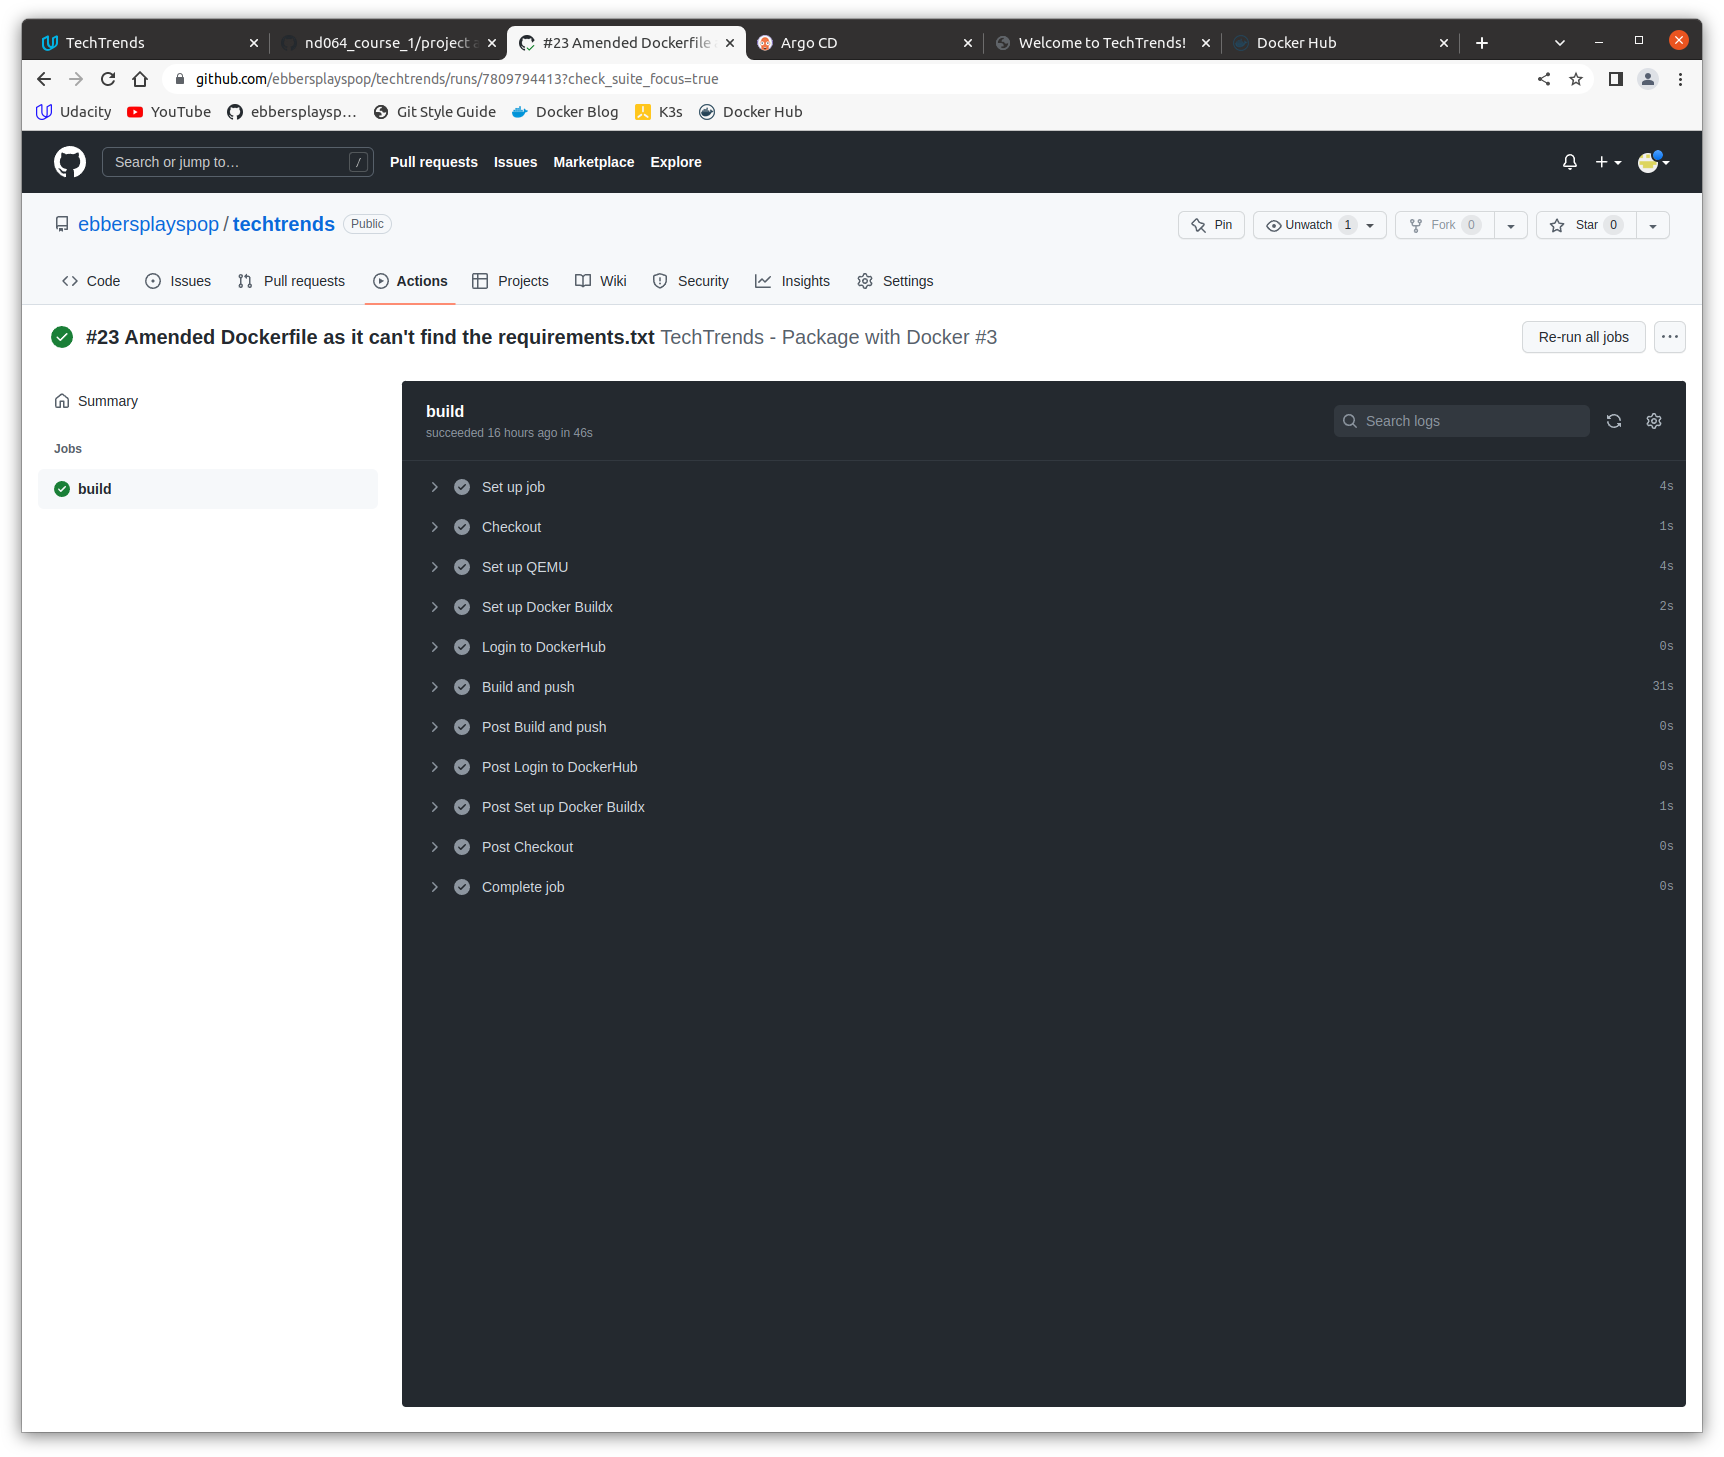 TechTrends nd064_course_1/project a #23 Amended Dockerfile a Argo CD Welcome to TechTrends! Docker Hub
github.com/ebbersplayspop/techtrends/runs/7809794413?check_suite_focus=true
Udacity YouTube ebbersplaysp… Git Style Guide Docker Blog K3s Docker Hub
Search or jump to… / Pull requests Issues Marketplace Explore
ebbersplayspop / techtrends Public Pin Unwatch 1 Fork 0 Star 0
Code Issues Pull requests Actions Projects Wiki Security Insights Settings
#23 Amended Dockerfile as it can't find the requirements.txt TechTrends - Package with Docker #3 Re-run all jobs
Summary
Jobs
build
build
succeeded 16 hours ago in 46s
Search logs
Set up job 4s
Checkout 1s
Set up QEMU 4s
Set up Docker Buildx 2s
Login to DockerHub 0s
Build and push 31s
Post Build and push 0s
Post Login to DockerHub 0s
Post Set up Docker Buildx 1s
Post Checkout 0s
Complete job 0s